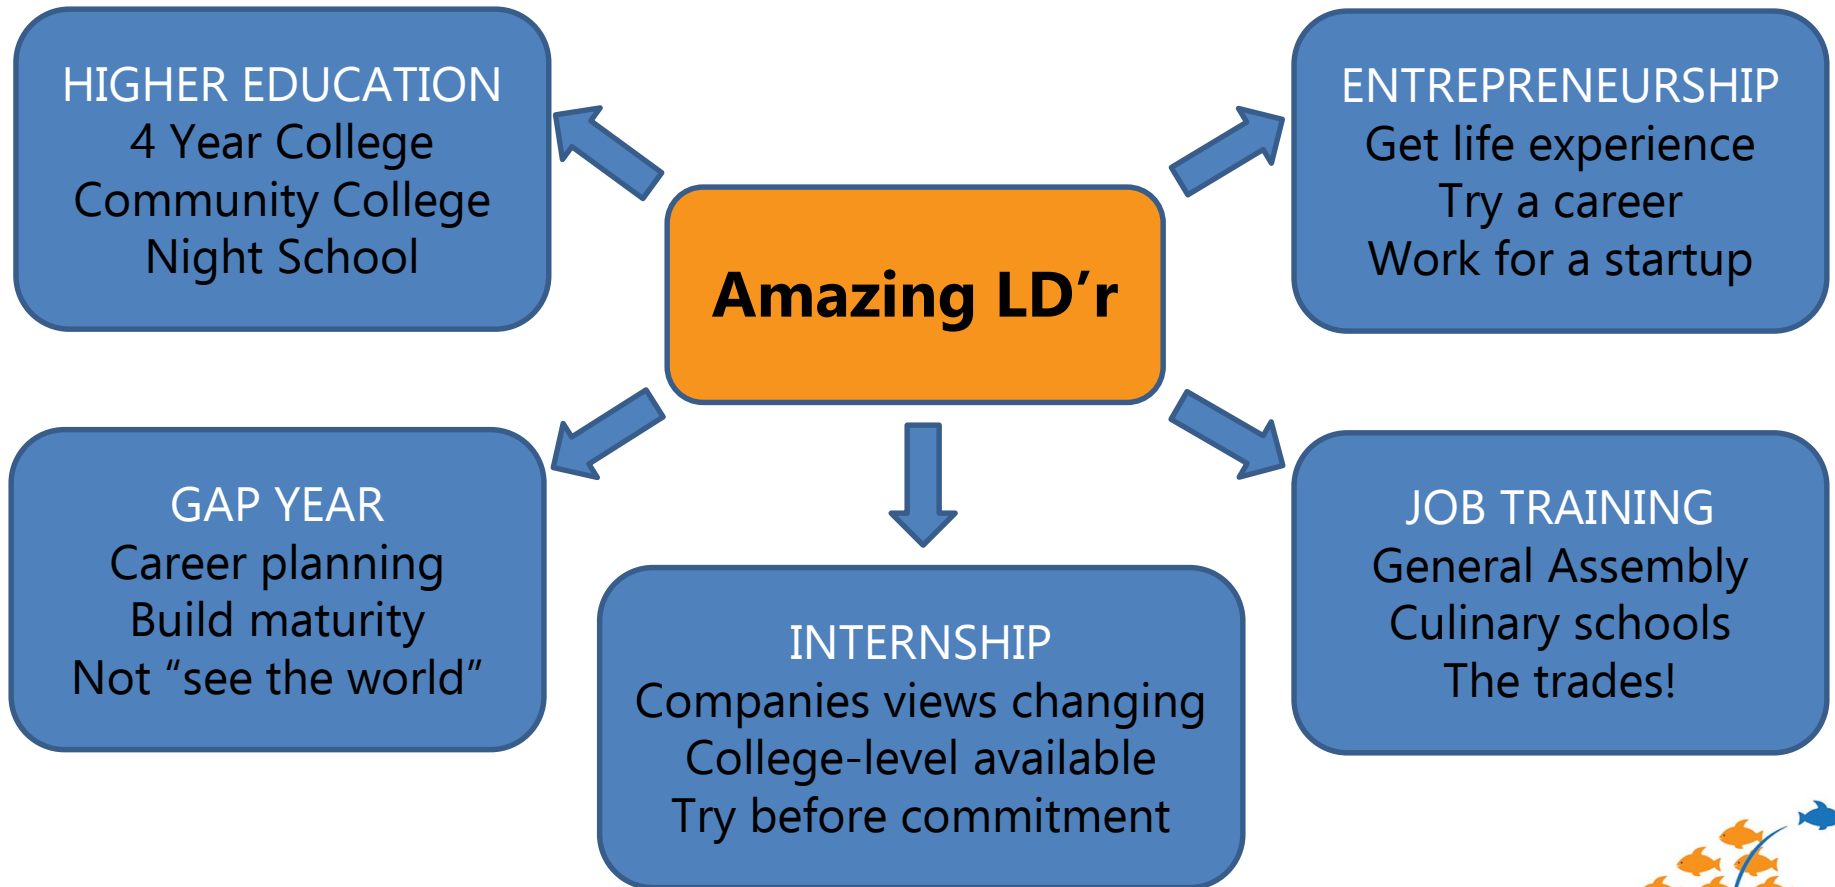 HIGHER EDUCATION
4 Year College
Community College
Night School
ENTREPRENEURSHIP
Get life experience
Try a career
Work for a startup
Amazing LD’r
GAP YEAR
Career planning
Build maturity
Not “see the world”
INTERNSHIP
Companies views changing
College-level available
Try before commitment
JOB TRAINING
General Assembly
Culinary schools
The trades!